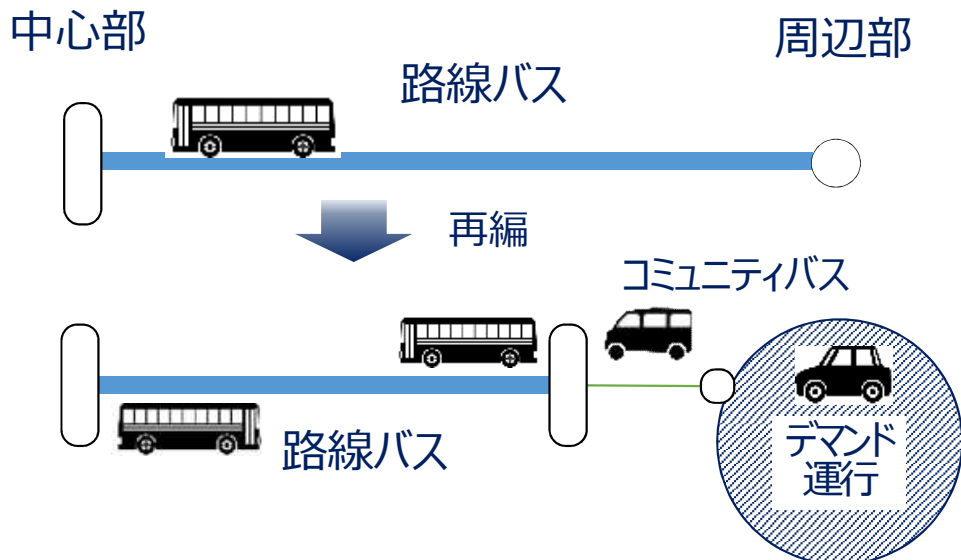 中心部
周辺部
路線バス
再編
コミュニティバス
路線バス
デマンド
運行